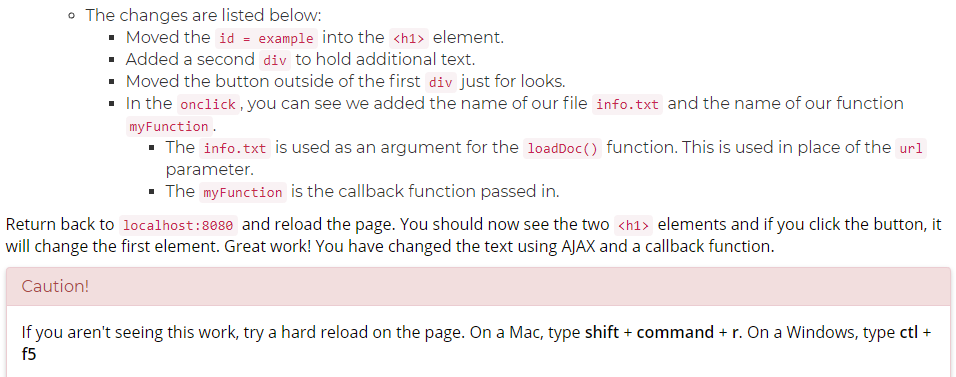 The changes are listed below:
Moved the id = example into the <h1> element.
Added a second div to hold additional text.
Moved the button outside of the first div just for looks.
In the onclick, you can see we added the name of our file info.txt and the name of our function
myFunction.
The info.txt is used as an argument for the loadDoc() function. This is used in place of the url
parameter.
The myFunction is the callback function passed in.
Return back to localhost:8080 and reload the page. You should now see the two <h1> elements and if you click the button, it
will change the first element. Great work! You have changed the text using AJAX and a callback function.
Caution!
If you aren't seeing this work, try a hard reload on the page. On a Mac, type shift + command + r. On a Windows, type ctl +
f5